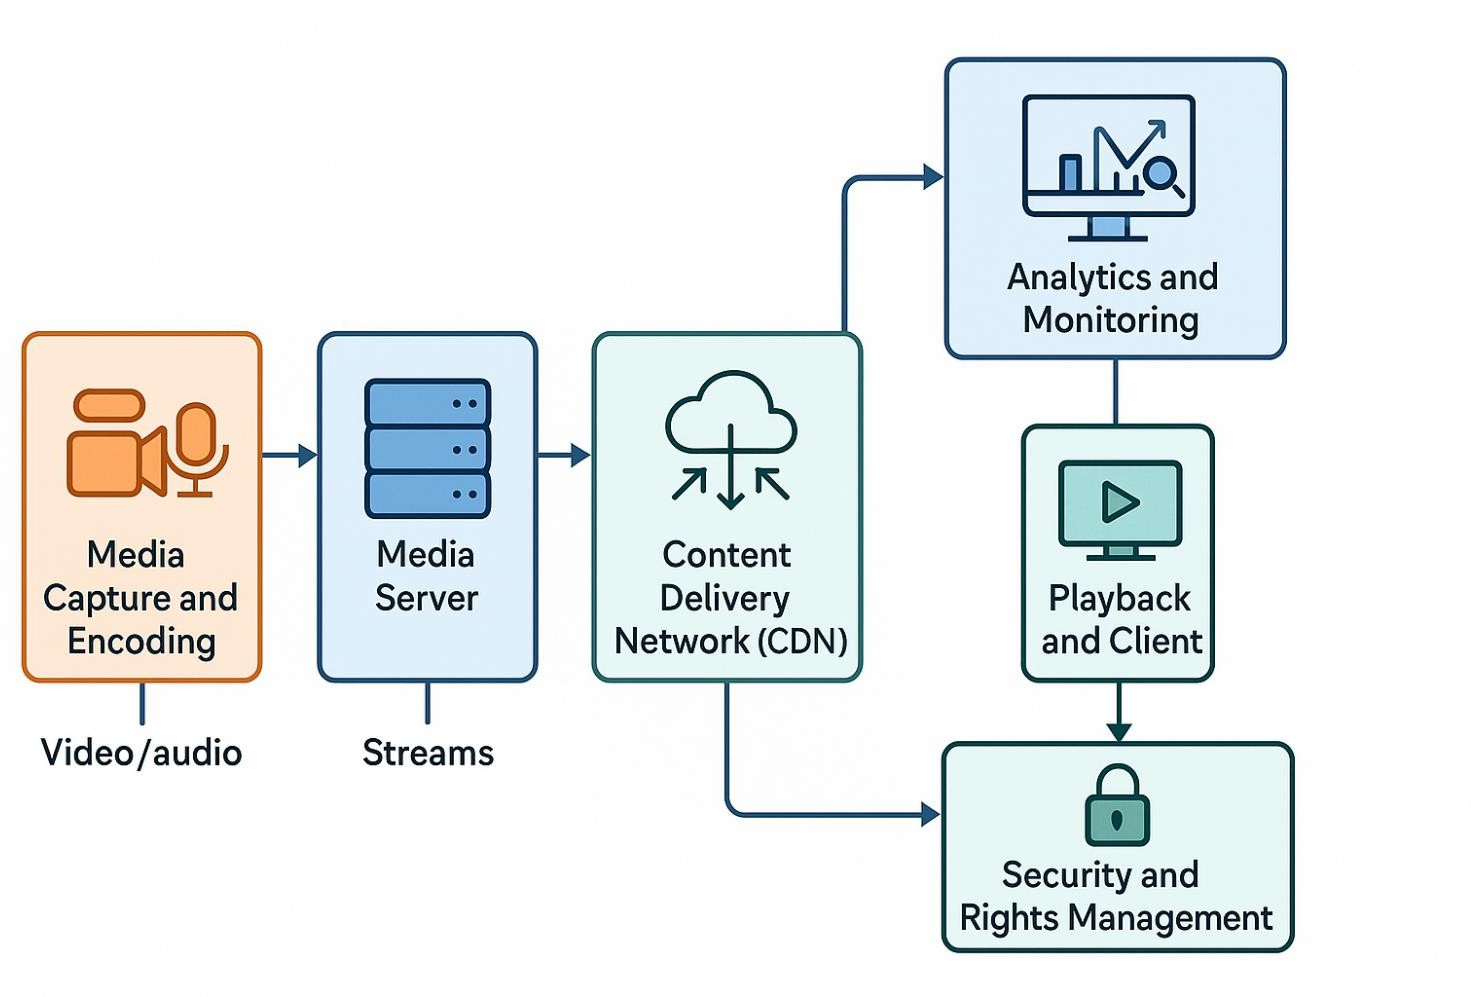 Analytics and
Monitoring
Media
Capture and
Encoding
Media
Server
Content
Delivery
Network (CDN)
Playback
and Client
Video/audio
Streams
Security and
Rights Management